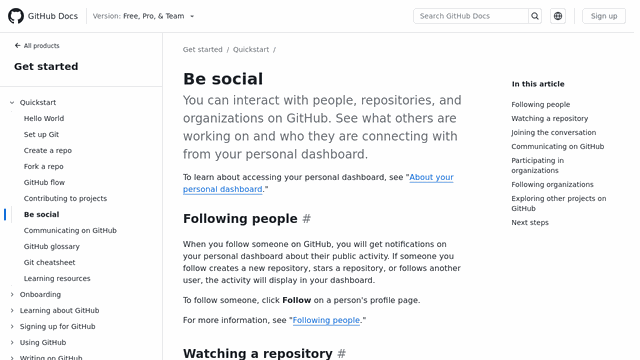 GitHub Docs
Version: Free, Pro, & Team
Search GitHub Docs
Sign up
All products
Get started
Quickstart
Hello World
Set up Git
Create a repo
Fork a repo
GitHub flow
Contributing to projects
Be social
Communicating on GitHub
GitHub glossary
Git cheatsheet
Learning resources
Onboarding
Learning about GitHub
Signing up for GitHub
Using GitHub
Writing on GitHub
Get started / Quickstart /
Be social
You can interact with people, repositories, and
organizations on GitHub. See what others are
working on and who they are connecting with
from your personal dashboard.
To learn about accessing your personal dashboard, see "About your
personal dashboard."
Following people #
When you follow someone on GitHub, you will get notifications on
your personal dashboard about their public activity. If someone you
follow creates a new repository, stars a repository, or follows another
user, the activity will display in your dashboard.
To follow someone, click Follow on a person's profile page.
For more information, see "Following people."
Watching a repository #
In this article
Following people
Watching a repository
Joining the conversation
Communicating on GitHub
Participating in
organizations
Following organizations
Exploring other projects on
GitHub
Next steps